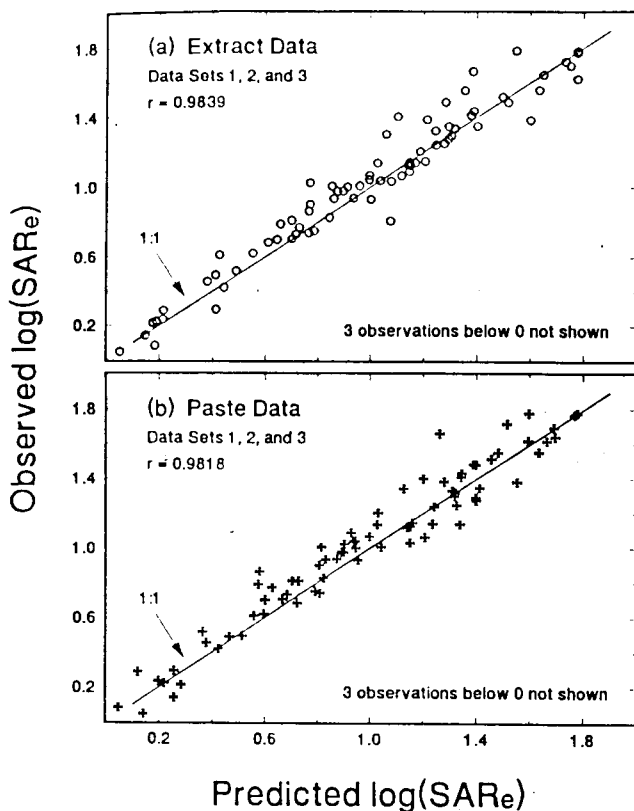 Observed log(SARe)
1.8
1.4
1.0
0.6
0.2
(a) Extract Data
Data Sets 1, 2, and 3
r = 0.9839
1:1
3 observations below 0 not shown
1.8
1.4
1.0
0.6
0.2
(b) Paste Data
Data Sets 1, 2, and 3
r = 0.9818
1:1
3 observations below 0 not shown
0.2 0.6 1.0 1.4 1.8
Predicted log(SARe)